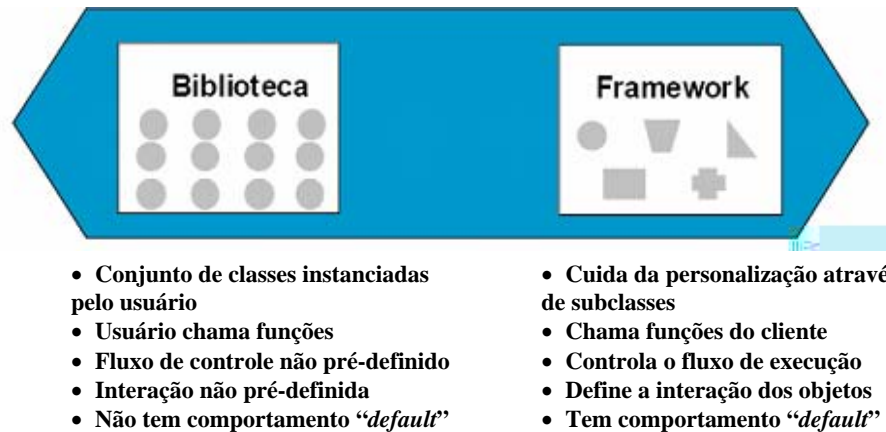 Biblioteca
Framework
• Conjunto de classes instanciadas
pelo usuário
• Usuário chama funções
• Fluxo de controle não pré-definido
• Interação não pré-definida
• Não tem comportamento “default”
• Cuida da personalização atravé
de subclasses
• Chama funções do cliente
• Controla o fluxo de execução
• Define a interação dos objetos
• Tem comportamento “default”